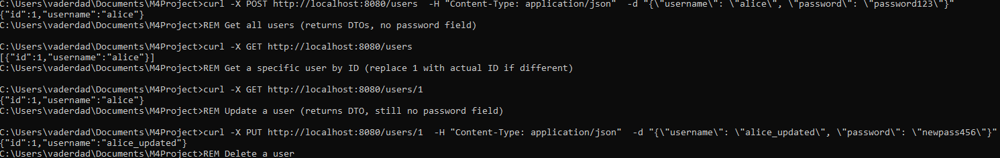 C:\Users\vaderdad\Documents\M4Project>curl -X POST http://localhost:8080/users  -H "Content-Type: application/json"  -d "{\"username\": \"alice\", \"password\": \"password123\"}"
{"id":1,"username":"alice"}
C:\Users\vaderdad\Documents\M4Project>REM Get all users (returns DTOs, no password field)
C:\Users\vaderdad\Documents\M4Project>curl -X GET http://localhost:8080/users
[{"id":1,"username":"alice"}]
C:\Users\vaderdad\Documents\M4Project>REM Get a specific user by ID (replace 1 with actual ID if different)
C:\Users\vaderdad\Documents\M4Project>curl -X GET http://localhost:8080/users/1
{"id":1,"username":"alice"}
C:\Users\vaderdad\Documents\M4Project>REM Update a user (returns DTO, still no password field)
C:\Users\vaderdad\Documents\M4Project>curl -X PUT http://localhost:8080/users/1  -H "Content-Type: application/json"  -d "{\"username\": \"alice_updated\", \"password\": \"newpass456\"}"
{"id":1,"username":"alice_updated"}
C:\Users\vaderdad\Documents\M4Project>REM Delete a user